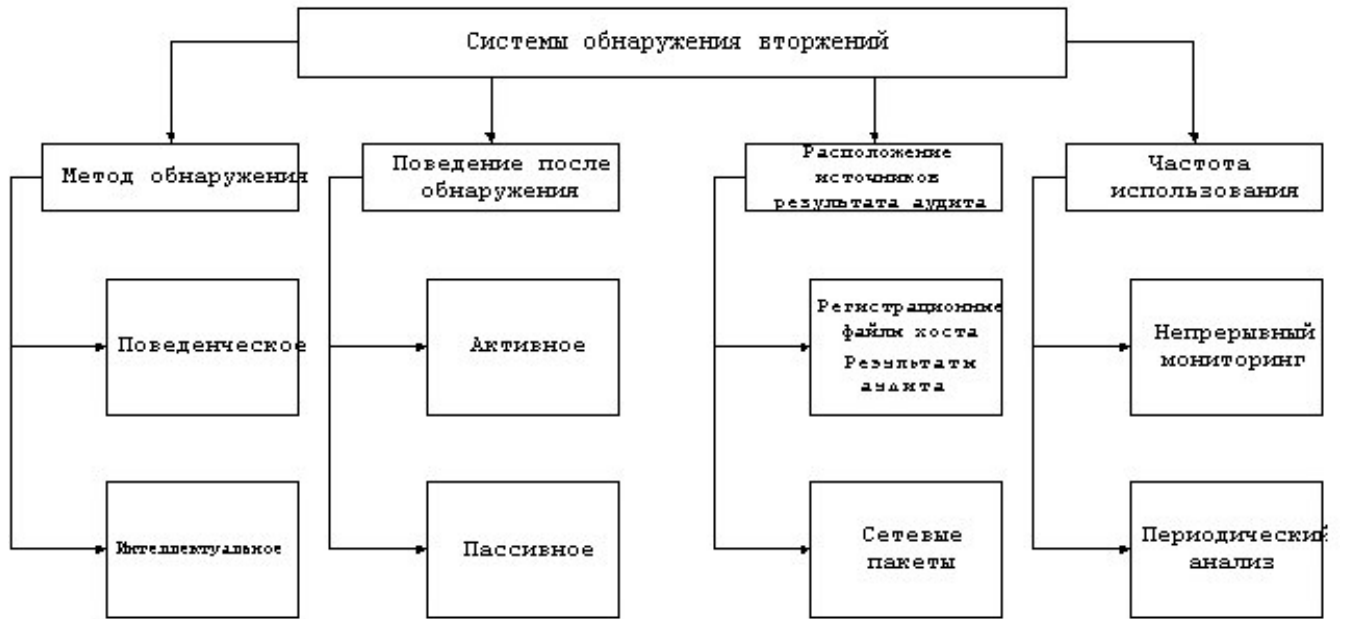 Системы обнаружения вторжений
Метод обнаружения
Поведение после
обнаружения
Расположение
источников
результата аудита
Частота
использования
Поведенческое
Активное
Регистрационные
файлы хоста
Результаты
аудита
Непрерывный
мониторинг
Интеллектуальное
Пассивное
Сетевые
пакеты
Периодический
анализ